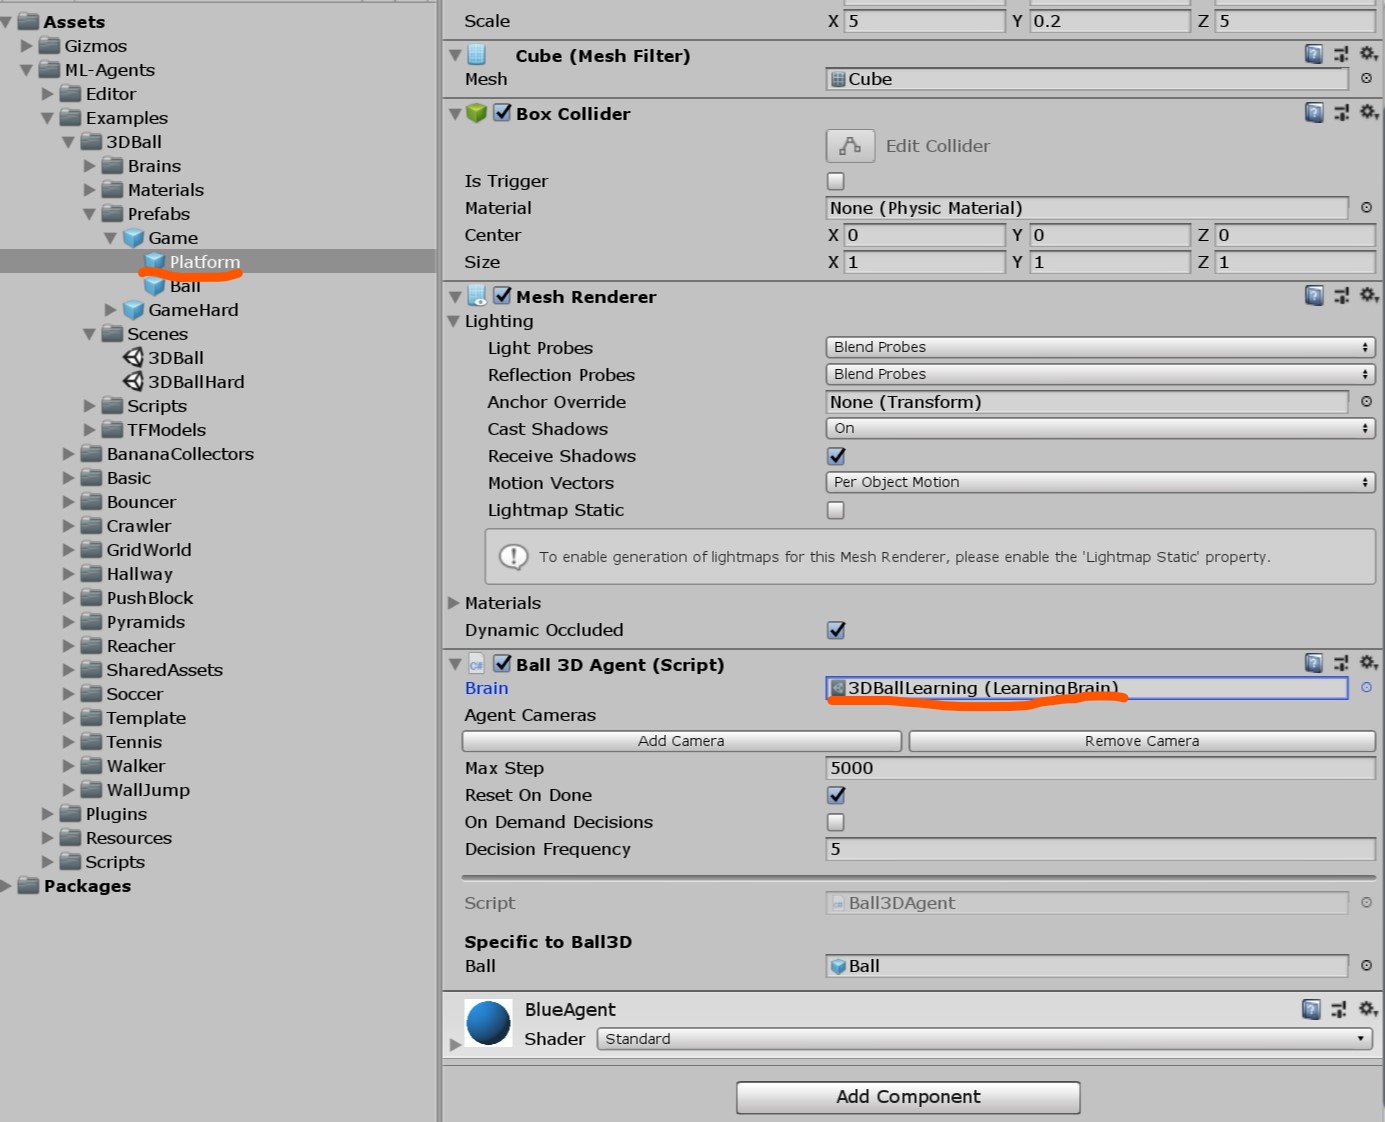 Assets
Gizmos
ML-Agents
Editor
Examples
3DBall
Brains
Materials
Prefabs
Game
Platform
Ball
GameHard
Scenes
3DBall
3DBallHard
Scripts
TFModels
BananaCollectors
Basic
Bouncer
Crawler
GridWorld
Hallway
PushBlock
Pyramids
Reacher
SharedAssets
Soccer
Template
Tennis
Walker
WallJump
Plugins
Resources
Scripts
Packages
Scale X 5 Y 0.2 Z 5
Cube (Mesh Filter)
Mesh Cube
Box Collider
Edit Collider
Is Trigger
Material None (Physic Material)
Center X 0 Y 0 Z 0
Size X 1 Y 1 Z 1
Mesh Renderer
Lighting
Light Probes Blend Probes
Reflection Probes Blend Probes
Anchor Override None (Transform)
Cast Shadows On
Receive Shadows
Motion Vectors Per Object Motion
Lightmap Static
To enable generation of lightmaps for this Mesh Renderer, please enable the 'Lightmap Static' property.
Materials
Dynamic Occluded
Ball 3D Agent (Script)
Brain 3DBallLearning (LearningBrain)
Agent Cameras
Add Camera Remove Camera
Max Step 5000
Reset On Done
On Demand Decisions
Decision Frequency 5
Script Ball3DAgent
Specific to Ball3D
Ball Ball
BlueAgent
Shader Standard
Add Component